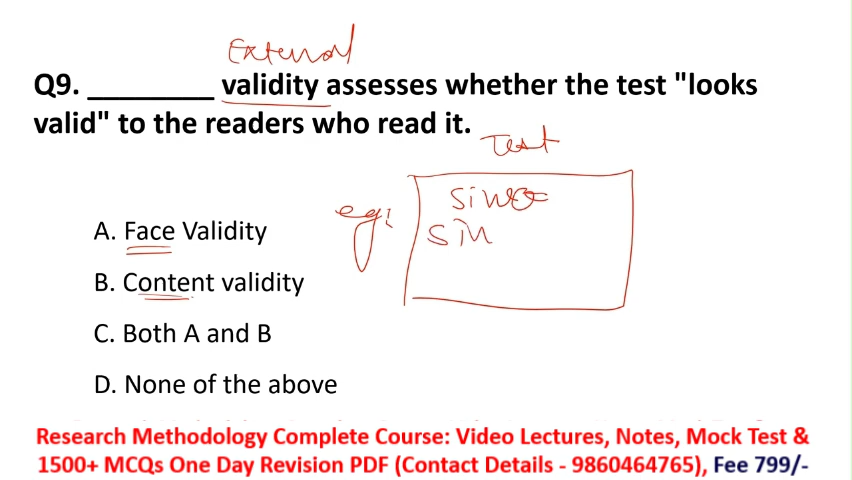 External
Q9. ________ validity assesses whether the test "looks
valid" to the readers who read it.
Test
eg:
A. Face Validity
B. Content validity
C. Both A and B
D. None of the above
Research Methodology Complete Course: Video Lectures, Notes, Mock Test &
1500+ MCQs One Day Revision PDF (Contact Details - 9860464765), Fee 799/-